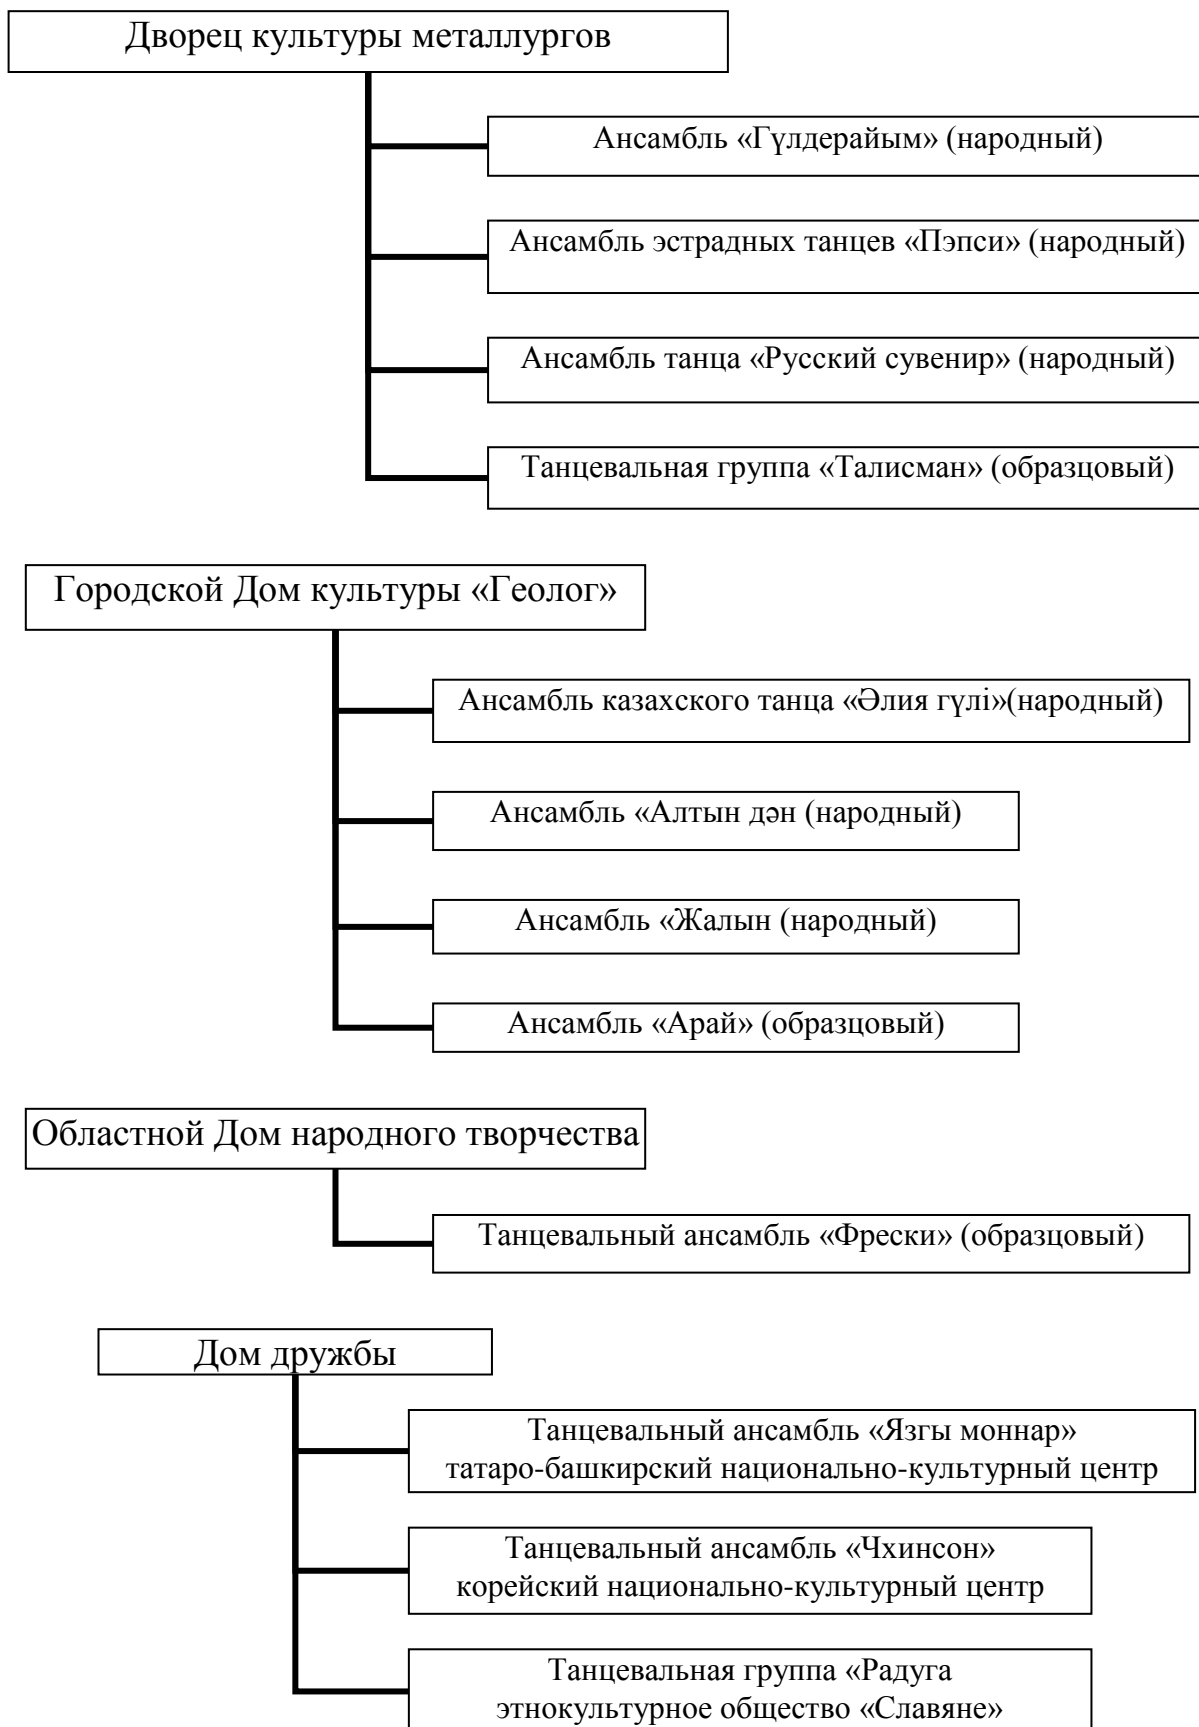 Дворец культуры металлургов
Ансамбль «Гүлдерайым» (народный)
Ансамбль эстрадных танцев «Пэпси» (народный)
Ансамбль танца «Русский сувенир» (народный)
Танцевальная группа «Талисман» (образцовый)
Городской Дом культуры «Геолог»
Ансамбль казахского танца «Әлия гүлі»(народный)
Ансамбль «Алтын дән (народный)
Ансамбль «Жалын (народный)
Ансамбль «Арай» (образцовый)
Областной Дом народного творчества
Танцевальный ансамбль «Фрески» (образцовый)
Дом дружбы
Танцевальный ансамбль «Язгы моннар»
татаро-башкирский национально-культурный центр
Танцевальный ансамбль «Чхинсон»
корейский национально-культурный центр
Танцевальная группа «Радуга
этнокультурное общество «Славяне»